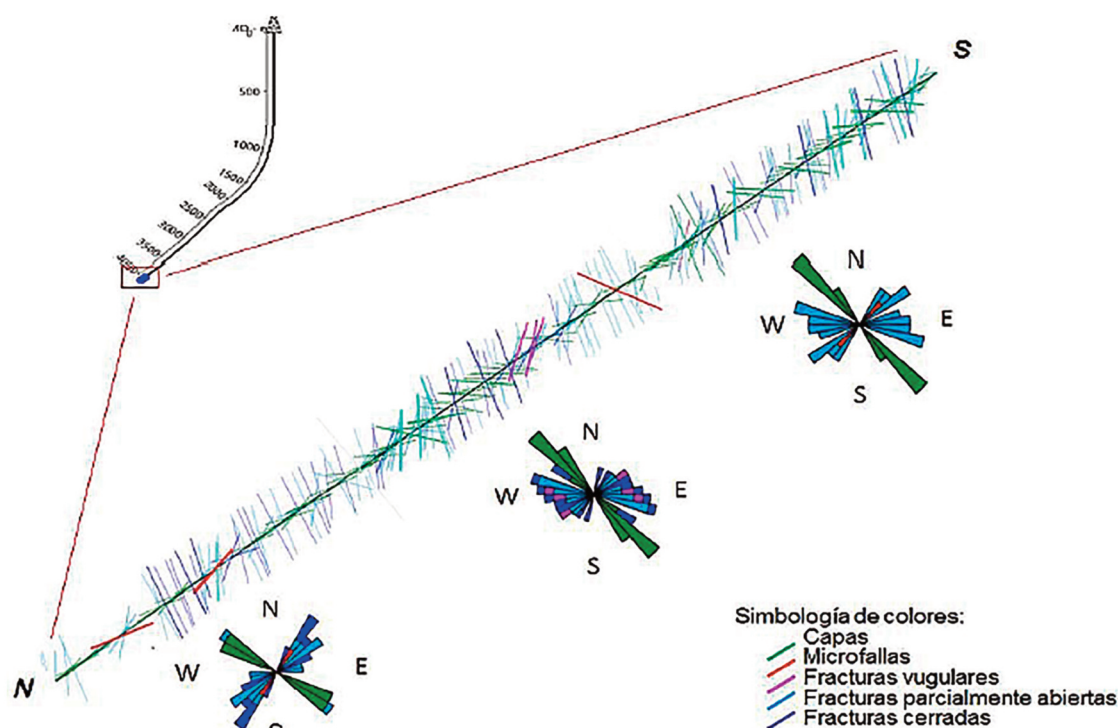 500
1000
1500
2000
2500
3000
3500
4000
S
N
W
E
S
N
W
E
S
N
W
E
N
Simbología de colores:
Capas
Microfallas
Fracturas vugulares
Fracturas parcialmente abiertas
Fracturas cerradas